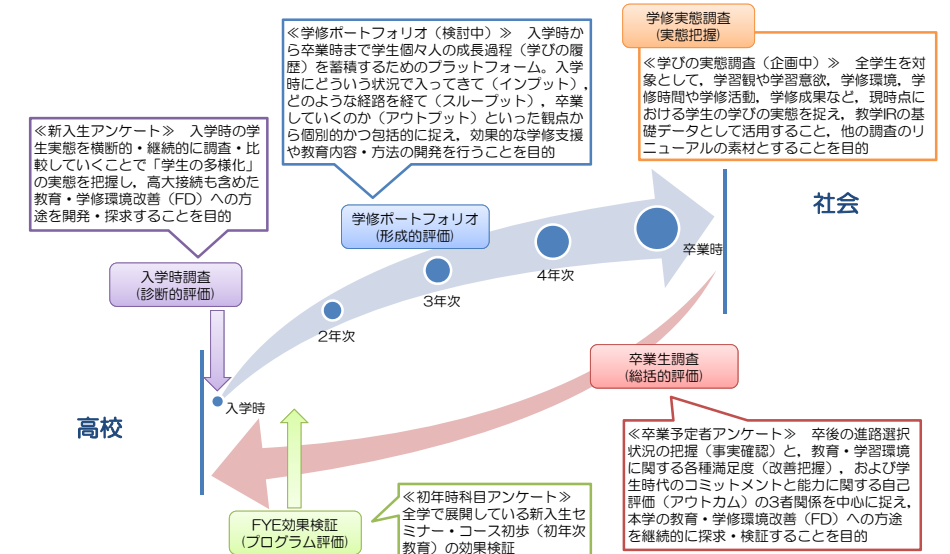 ≪新入生アンケート≫　入学時の学
生実態を横断的・継続的に調査・比
較していくことで「学生の多様化」
の実態を把握し，高大接続も含めた
教育・学修環境改善（FD）への方
途を開発・探求することを目的
入学時調査
(診断的評価)
≪学修ポートフォリオ（検討中）≫　入学時か
ら卒業時まで学生個々人の成長過程（学びの履
歴）を蓄積するためのプラットフォーム。入学
時にどういう状況で入ってきて（インプット），
どのような経路を経て（スループット），卒業
していくのか（アウトプット）といった観点か
ら個別的かつ包括的に捉え，効果的な学修支援
や教育内容・方法の開発を行うことを目的
学修ポートフォリオ
(形成的評価)
学修実態調査
(実態把握)
≪学びの実態調査（企画中）≫　全学生を対
象として，学習観や学習意欲，学修環境，学
修時間や学修活動，学修成果など，現時点に
おける学生の学びの実態を捉え，教学IRの基
礎データとして活用すること，他の調査のリ
ニューアルの素材とすることを目的
社会
卒業時
4年次
3年次
2年次
入学時
高校
卒業生調査
(総括的評価)
≪卒業予定者アンケート≫　卒後の進路選択
状況の把握（事実確認）と，教育・学習環境
に関する各種満足度（改善把握），および学
生時代のコミットメントと能力に関する自己
評価（アウトカム）の3者関係を中心に捉え，
本学の教育・学修環境改善（FD）への方途
を継続的に探求・検証することを目的
FYE効果検証
(プログラム評価)
≪初年時科目アンケート≫
全学で展開している新入生セ
ミナー・コース初歩（初年次
教育）の効果検証